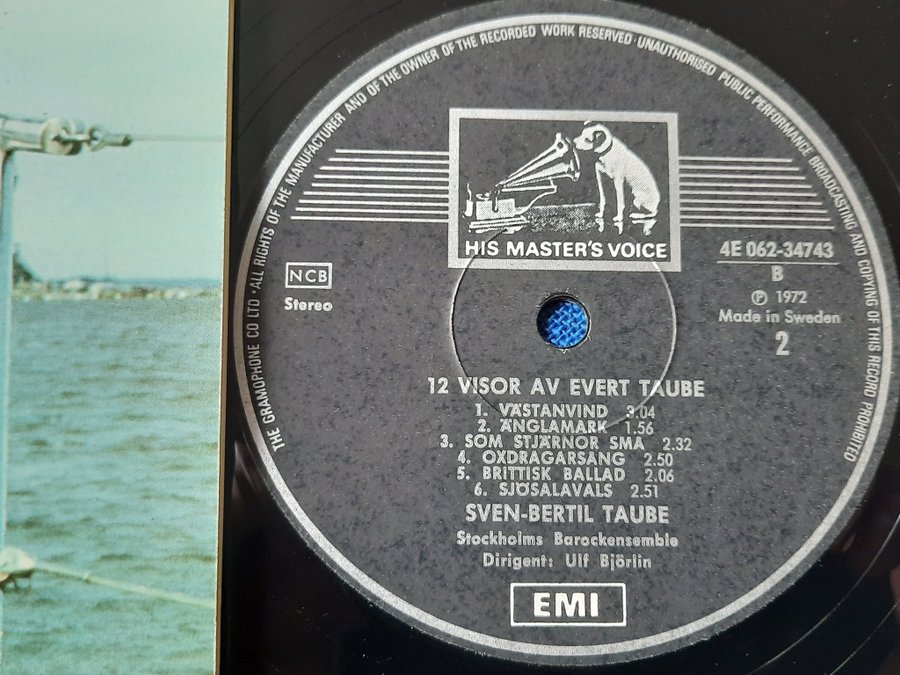 THE GRAMOPHONE CO LTD · ALL RIGHTS OF THE MANUFACTURER AND OF THE OWNER OF THE RECORDED WORK RESERVED · UNAUTHORISED PUBLIC PERFORMANCE BROADCASTING AND COPYING OF THIS RECORD PROHIBITED
HIS MASTER'S VOICE
NCB
Stereo
4E 062-34743
B
Ⓟ 1972
Made in Sweden
2
12 VISOR AV EVERT TAUBE
1. VÄSTANVIND 3.04
2. ÄNGLAMARK 1.56
3. SOM STJÄRNOR SMÅ 2.32
4. OXDRAGARSÅNG 2.50
5. BRITTISK BALLAD 2.06
6. SJÖSALAVALS 2.51
SVEN-BERTIL TAUBE
Stockholms Barockensemble
Dirigent: Ulf Björlin
EMI